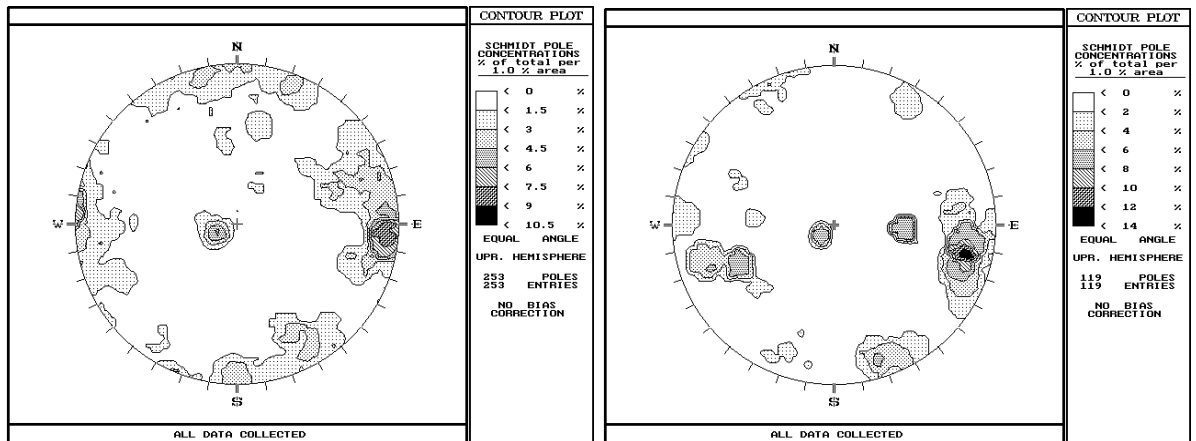 CONTOUR PLOT
SCHMIDT POLE
CONCENTRATIONS
% of total per
1.0 % area
< 0 %
< 1.5 %
< 3 %
< 4.5 %
< 6 %
< 7.5 %
< 9 %
< 10.5 %
EQUAL ANGLE
UPR. HEMISPHERE
253 POLES
253 ENTRIES
NO BIAS
CORRECTION
N
W
E
S
ALL DATA COLLECTED
CONTOUR PLOT
SCHMIDT POLE
CONCENTRATIONS
% of total per
1.0 % area
< 0 %
< 2 %
< 4 %
< 6 %
< 8 %
< 10 %
< 12 %
< 14 %
EQUAL ANGLE
UPR. HEMISPHERE
119 POLES
119 ENTRIES
NO BIAS
CORRECTION
N
W
E
S
ALL DATA COLLECTED